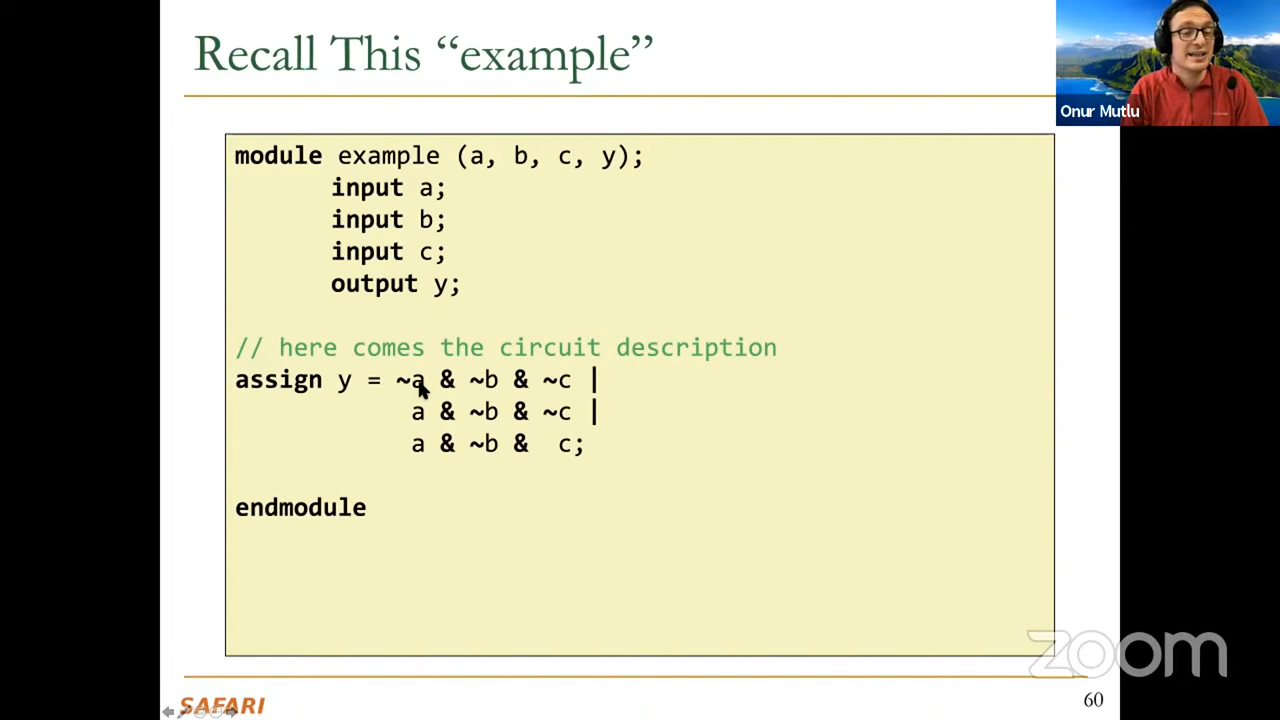 Recall This “example”
Onur Mutlu
module example (a, b, c, y);
input a;
input b;
input c;
output y;
// here comes the circuit description
assign y = ~a & ~b & ~c |
a & ~b & ~c |
a & ~b & c;
endmodule
zoom
SAFARI
60